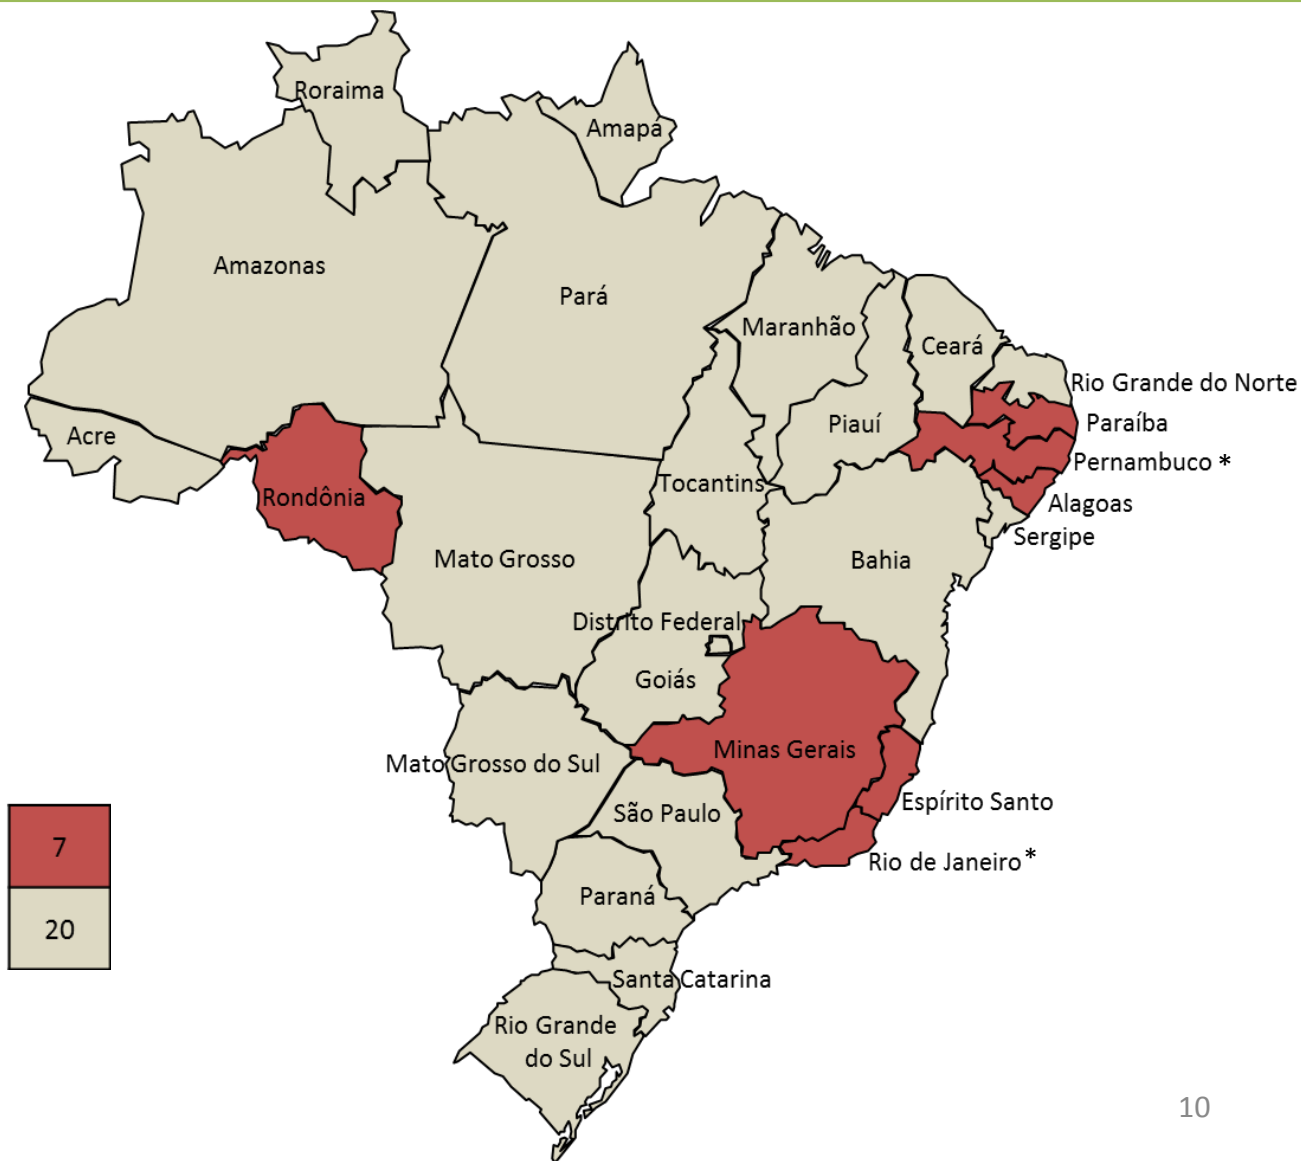 Roraima
Amapá
Amazonas
Pará
Maranhão
Ceará
Rio Grande do Norte
Paraíba
Piauí
Acre
Pernambuco *
Tocantins
Rondônia
Alagoas
Sergipe
Mato Grosso
Bahia
Distrito Federal
Goiás
Minas Gerais
Mato Grosso do Sul
Espírito Santo
São Paulo
7
Rio de Janeiro *
Paraná
20
Santa Catarina
Rio Grande
do Sul
10